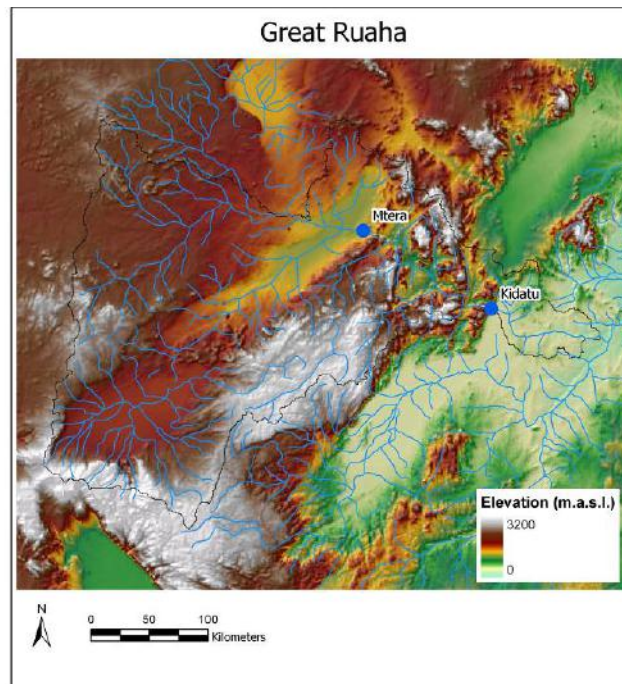 Great Ruaha
Mtera
Kidatu
Elevation (m.a.s.l.)
3200
0
N
0 50 100
Kilometers